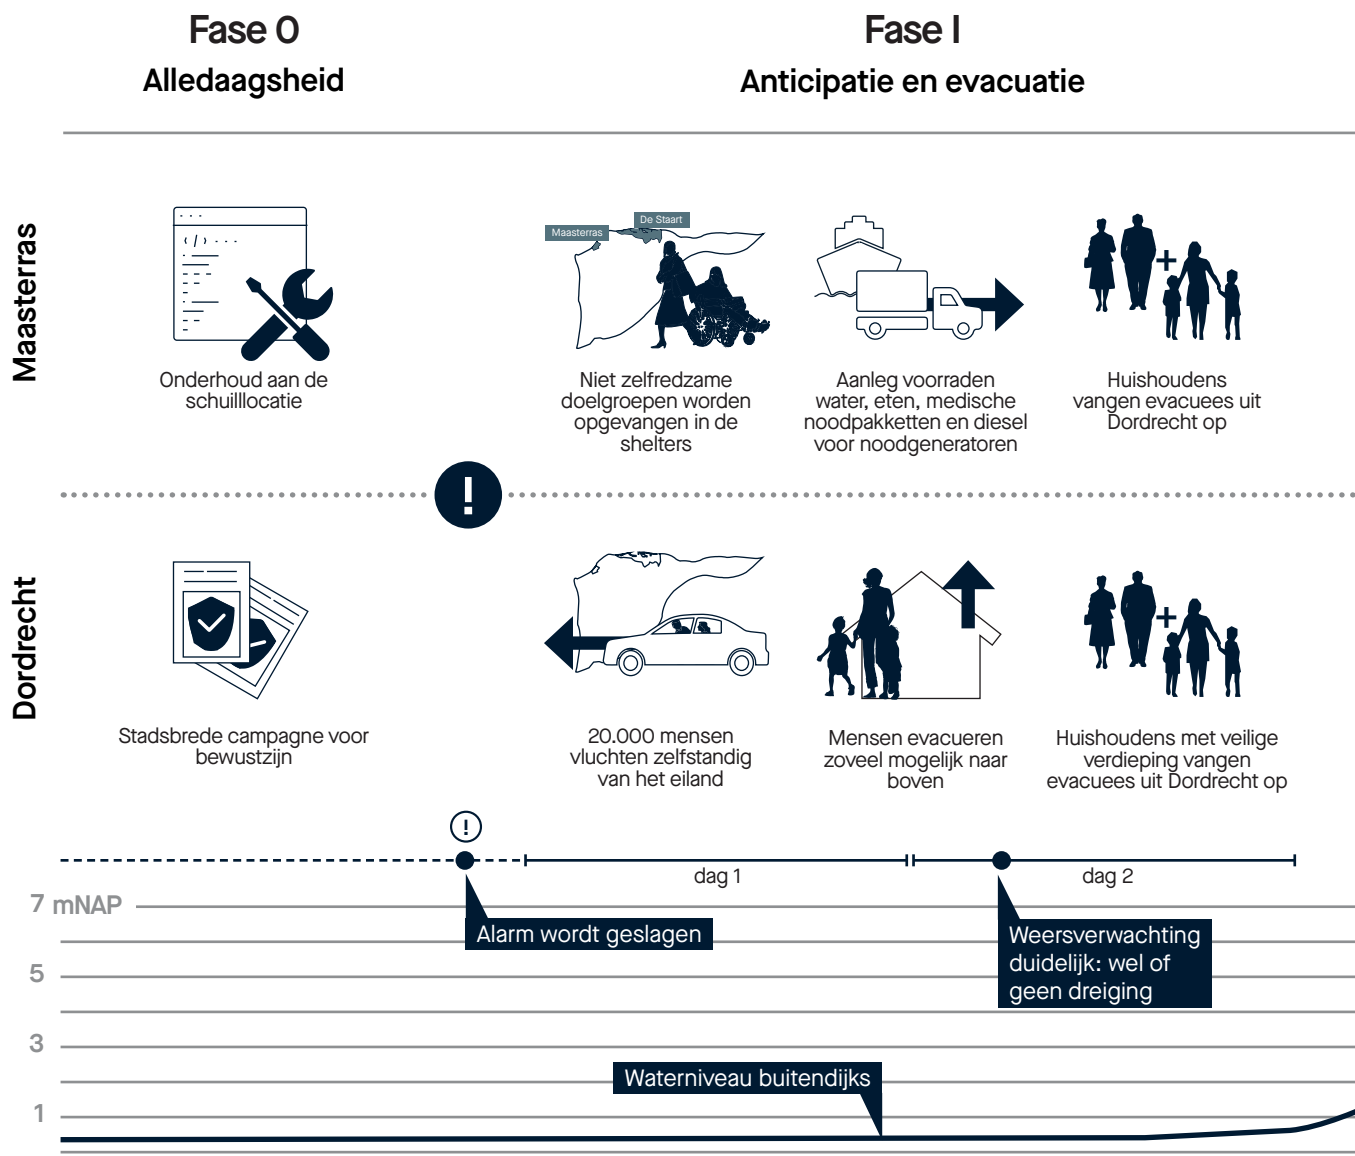 Fase 0
Alledaagsheid
Fase I
Anticipatie en evacuatie
Maasterras
</>
Onderhoud aan de
schuilllocatie
De Staart
Maasterras
Niet zelfredzame
doelgroepen worden
opgevangen in de
shelters
Aanleg voorraden
water, eten, medische
noodpakketten en diesel
voor noodgeneratoren
+
Huishoudens
vangen evacuees uit
Dordrecht op
!
Dordrecht
Stadsbrede campagne voor
bewustzijn
20.000 mensen
vluchten zelfstandig
van het eiland
Mensen evacueren
zoveel mogelijk naar
boven
+
Huishoudens met veilige
verdieping vangen
evacuees uit Dordrecht op
!
dag 1
dag 2
7 mNAP
Alarm wordt geslagen
Weersverwachting
duidelijk: wel of
geen dreiging
5
3
Waterniveau buitendijks
1